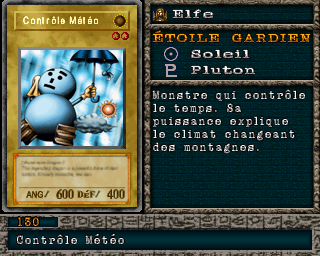 Contrôle Météo
ANG/ 600 DÉF/ 400
Elfe
ÉTOILE GARDIEN
Soleil
Pluton
Monstre qui contrôle
le temps. Sa
puissance explique
le climat changeant
des montagnes.
130
Contrôle Météo